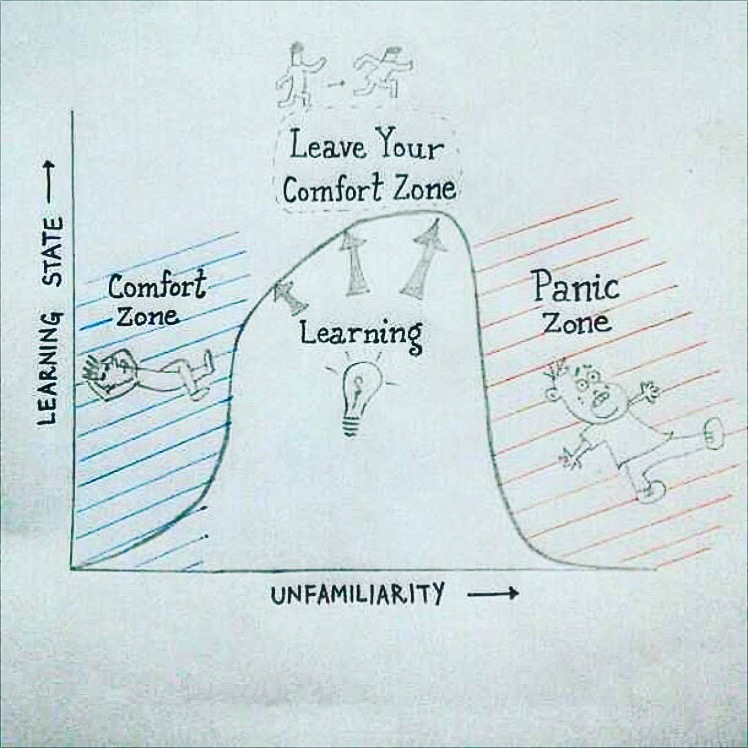 Leave Your
Comfort Zone
Comfort
Zone
Panic
Zone
Learning
LEARNING STATE
UNFAMILIARITY